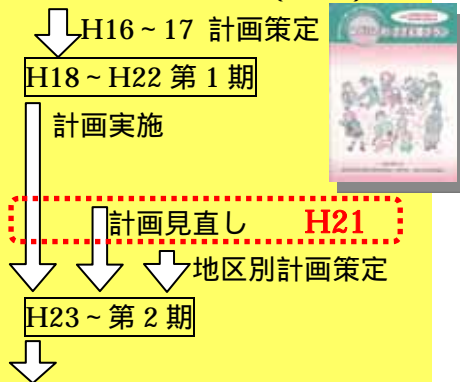 H16~17 計画策定
H18~H22 第1期
計画実施
計画見直し H21
地区別計画策定
H23~第2期